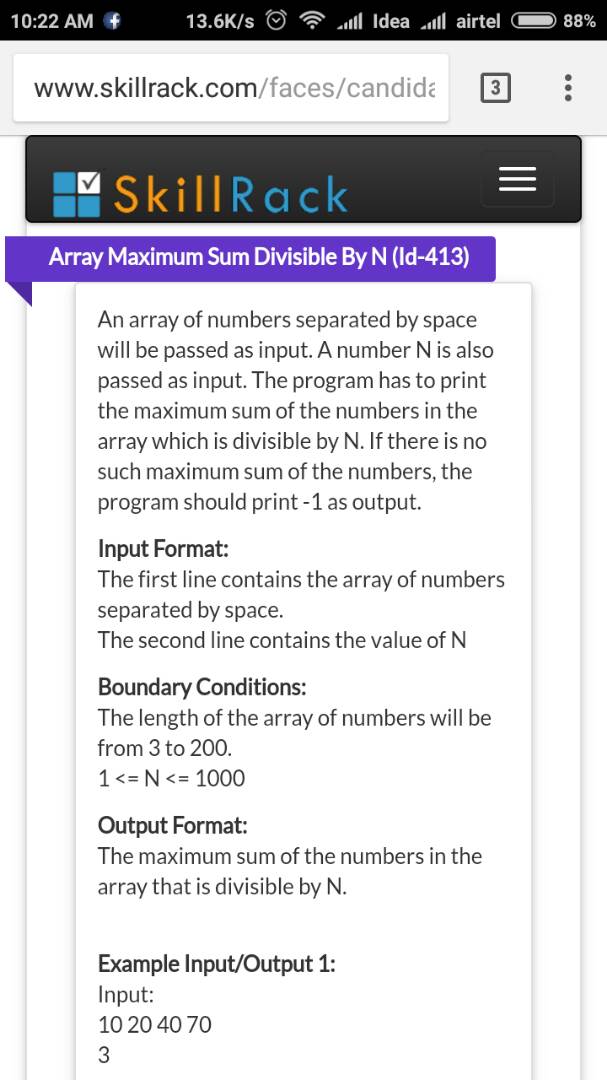 10:22 AM 13.6K/s Idea airtel 88%
www.skillrack.com/faces/candida 3
SkillRack
Array Maximum Sum Divisible By N (Id-413)
An array of numbers separated by space
will be passed as input. A number N is also
passed as input. The program has to print
the maximum sum of the numbers in the
array which is divisible by N. If there is no
such maximum sum of the numbers, the
program should print -1 as output.
Input Format:
The first line contains the array of numbers
separated by space.
The second line contains the value of N
Boundary Conditions:
The length of the array of numbers will be
from 3 to 200.
1 <= N <= 1000
Output Format:
The maximum sum of the numbers in the
array that is divisible by N.
Example Input/Output 1:
Input:
10 20 40 70
3